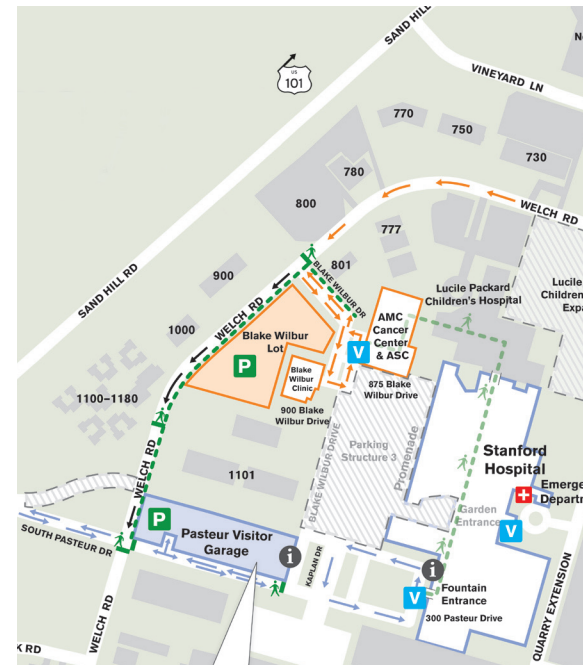 SAND HILL
No
US
101
VINEYARD LN
770
750
730
780
800
WELCH RD
777
BLAKE WILBUR DR
801
SAND HILL RD
900
Lucile Packard
Children's Hospital
Lucile
Children
Expa
WELCH RD
1000
Blake Wilbur
Lot
P
AMC
Cancer
Center
& ASC
V
Blake
Wilbur
Clinic
875 Blake
Wilbur Drive
1100–1180
900 Blake
Wilbur Drive
BLAKE WILBUR DRIVE
Parking
Structure 3
Promenade
Stanford
Hospital
WELCH RD
1101
Emerge
Depart
Garden
Entrance
V
P
Pasteur Visitor
Garage
SOUTH PASTEUR DR
i
KAPLAN DR
i
Fountain
Entrance
V
300 Pasteur Drive
QUARRY EXTENSION
WELCH RD
K RD